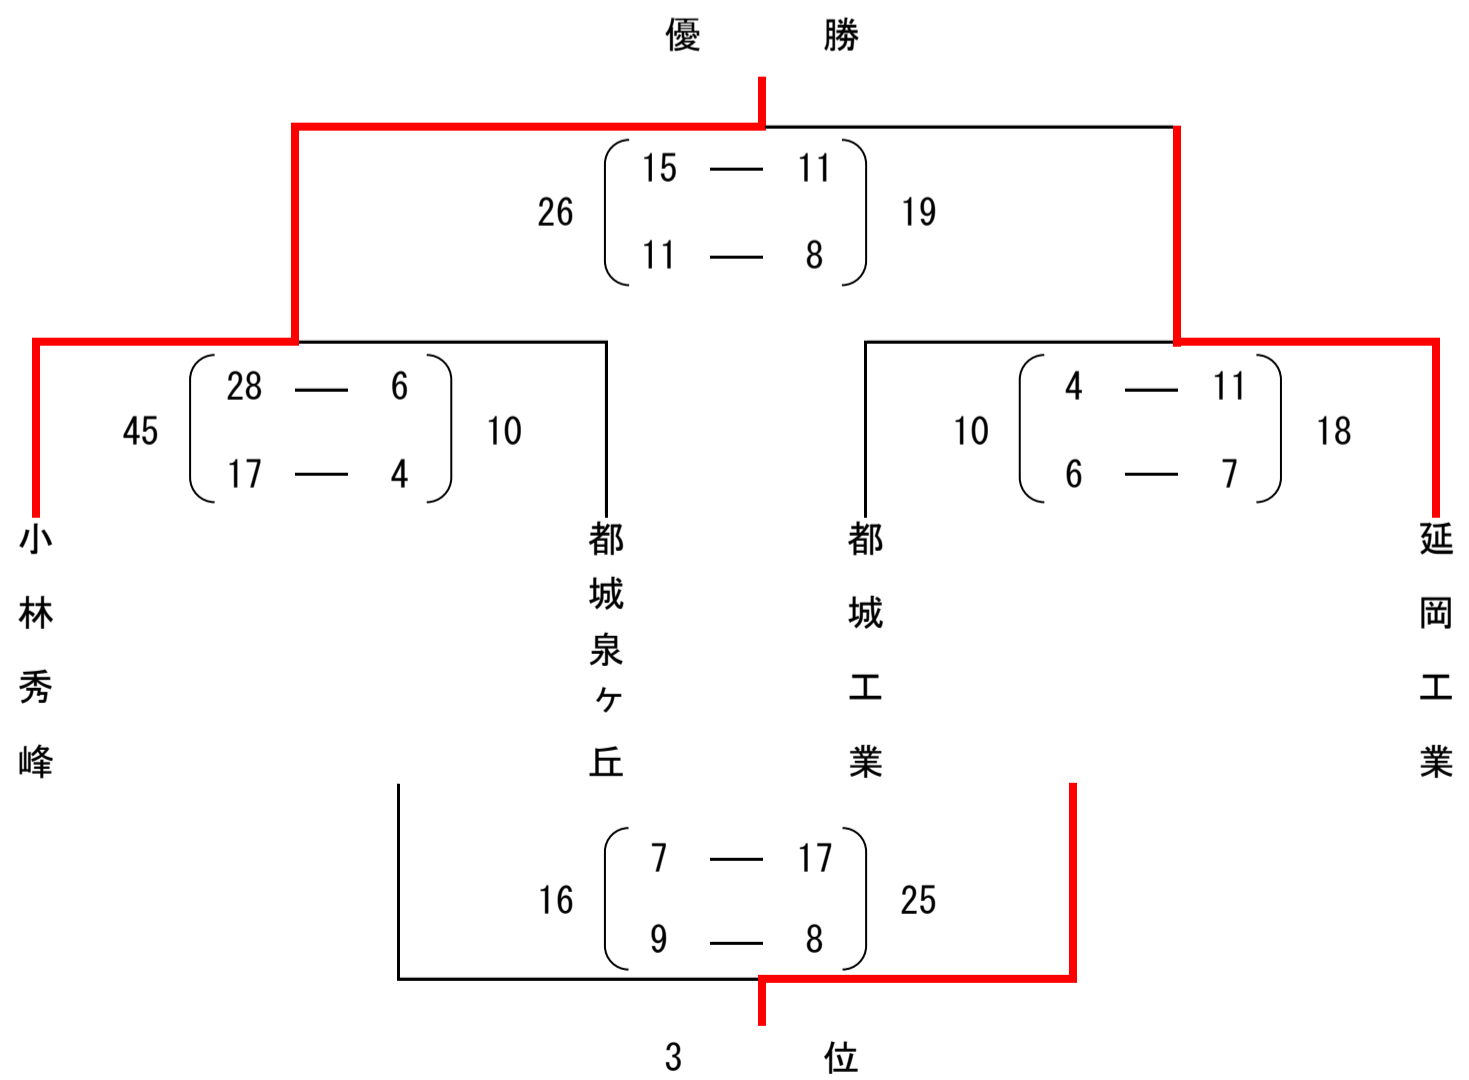 優 勝
15 — 11
26 19
11 — 8
28 — 6
45 10
17 — 4
4 — 11
10 18
6 — 7
小林秀峰
都城泉ヶ丘
都城工業
延岡工業
7 — 17
16 25
9 — 8
3 位